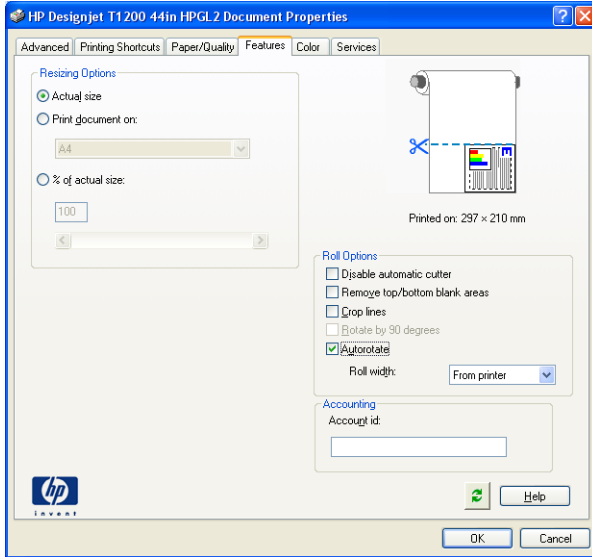 HP Designjet T1200 44in HPGL2 Document Properties
Advanced Printing Shortcuts Paper/Quality Features Color Services
Resizing Options
Actual size
Print document on:
A4
% of actual size:
100
Printed on: 297 × 210 mm
Roll Options
Disable automatic cutter
Remove top/bottom blank areas
Crop lines
Rotate by 90 degrees
Autorotate
Roll width: From printer
Accounting
Account id:
hp
invent
Help
OK Cancel